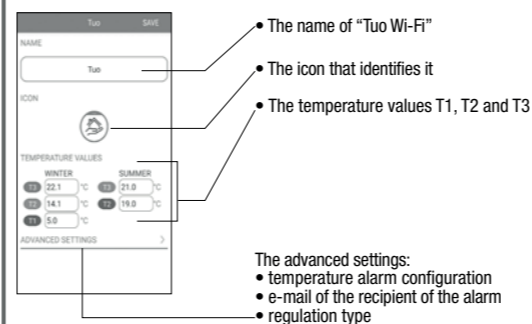 Tuo SAVE
NAME
Tuo
ICON
TEMPERATURE VALUES
WINTER SUMMER
T3 22.1 °C T3 21.0 °C
T2 14.1 °C T2 19.0 °C
T1 5.0 °C
ADVANCED SETTINGS >
• The name of “Tuo Wi-Fi”
• The icon that identifies it
• The temperature values T1, T2 and T3
The advanced settings:
• temperature alarm configuration
• e-mail of the recipient of the alarm
• regulation type